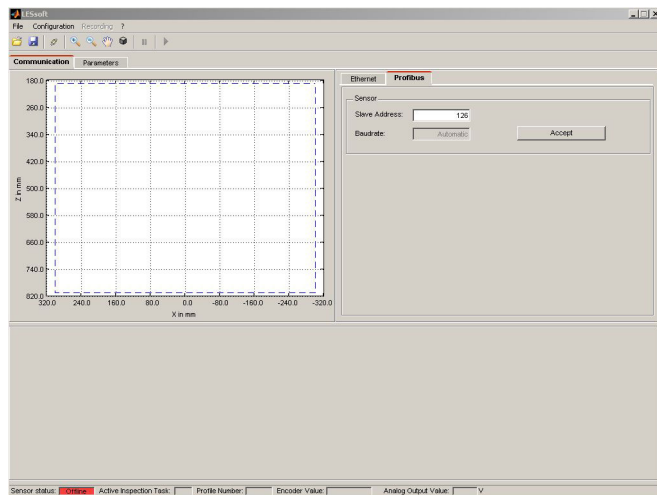 LESsoft
File Configuration Recording ?
Communication Parameters
180.0
260.0
340.0
420.0
500.0
580.0
660.0
740.0
820.0
Z in mm
320.0 240.0 160.0 80.0 0.0 -80.0 -160.0 -240.0 -320.0
X in mm
Ethernet Profibus
Sensor
Slave Address: 126
Baudrate: Automatic Accept
Sensor status: Offline Active Inspection Task: Profile Number: Encoder Value: Analog Output Value: V